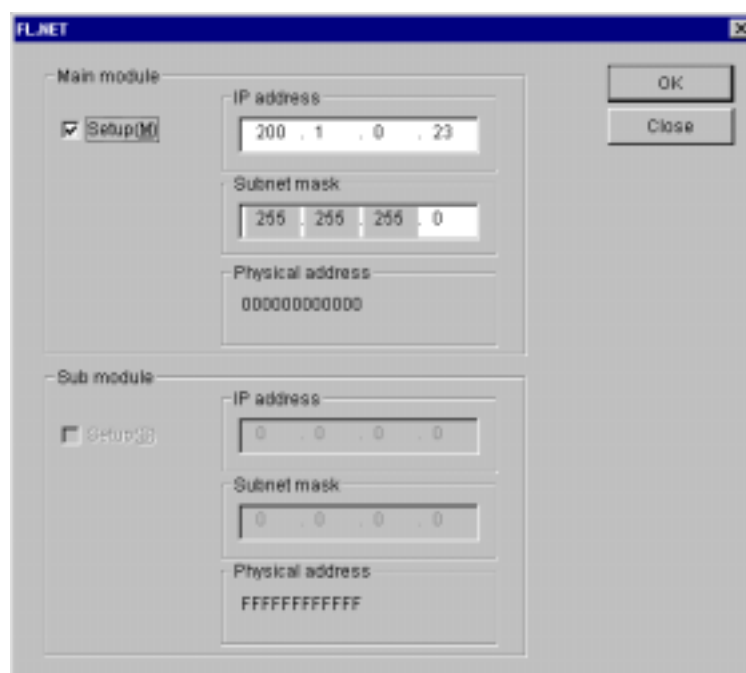 FL.NET
Main module
Setup(M)
IP address
200 . 1 . 0 . 23
Subnet mask
255 . 255 . 255 . 0
Physical address
000000000000
OK
Close
Sub module
Setup(S)
IP address
0 . 0 . 0 . 0
Subnet mask
0 . 0 . 0 . 0
Physical address
FFFFFFFFFFFF